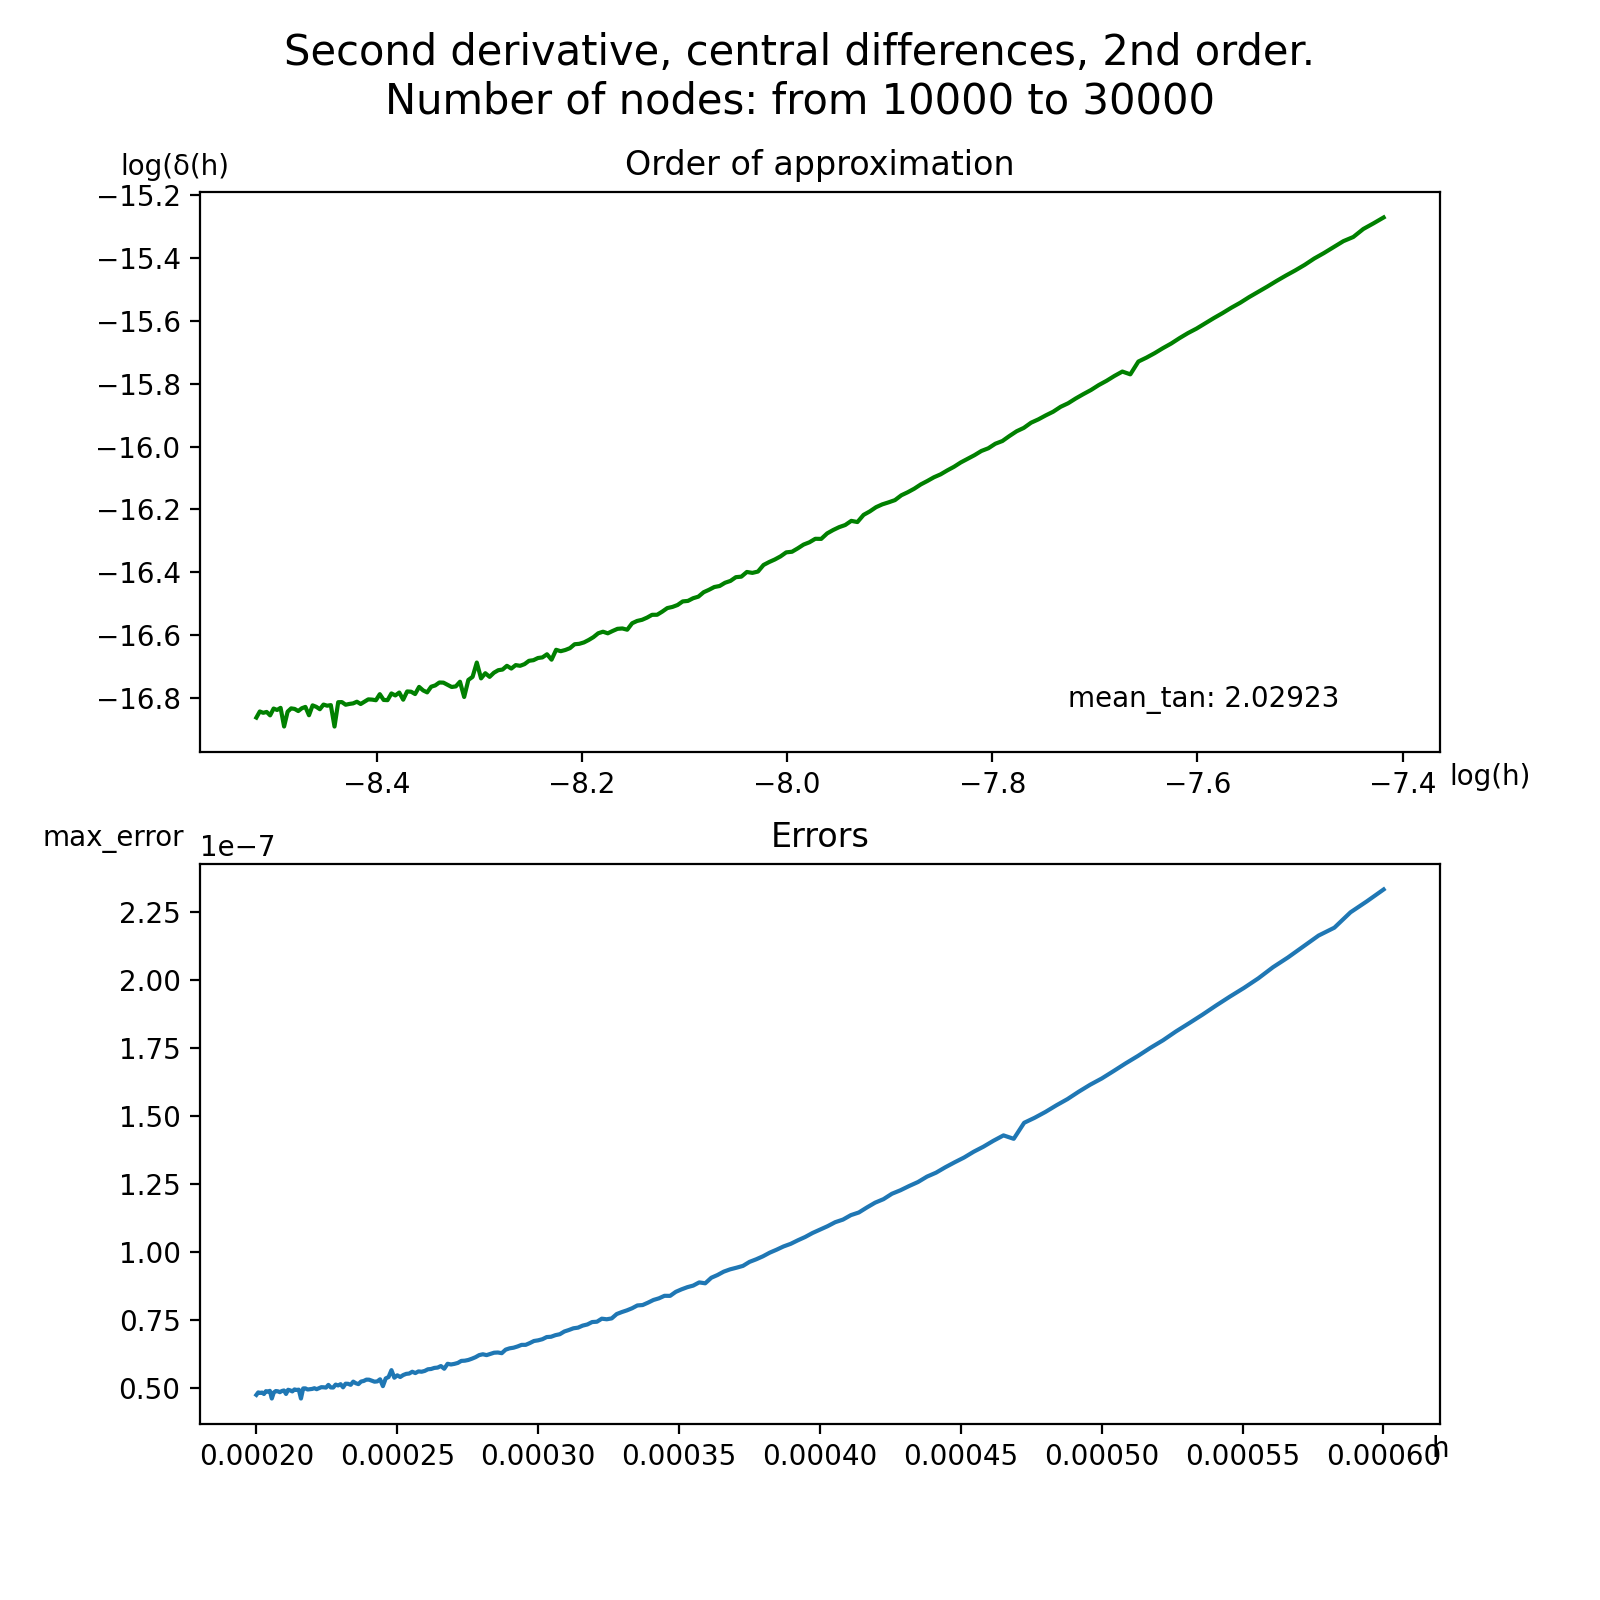 Second derivative, central differences, 2nd order.
Number of nodes: from 10000 to 30000
log(δ(h)
Order of approximation
−15.2
−15.4
−15.6
−15.8
−16.0
−16.2
−16.4
−16.6
−16.8
mean_tan: 2.02923
−8.4 −8.2 −8.0 −7.8 −7.6 −7.4 log(h)
max_error
1e−7
Errors
2.25
2.00
1.75
1.50
1.25
1.00
0.75
0.50
0.00020 0.00025 0.00030 0.00035 0.00040 0.00045 0.00050 0.00055 0.00060 h